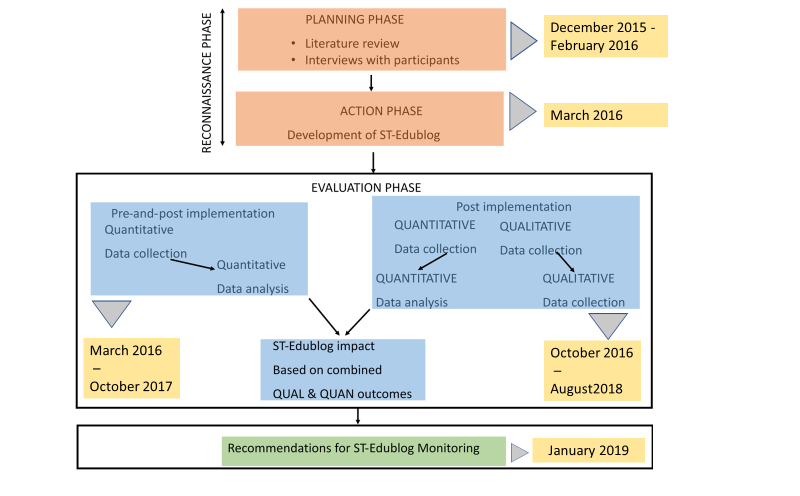 RECONNAISSANCE PHASE
PLANNING PHASE
• Literature review
• Interviews with participants
December 2015 -
February 2016
ACTION PHASE
Development of ST-Edublog
March 2016
EVALUATION PHASE
Pre-and-post implementation
Quantitative
Data collection
Quantitative
Data analysis
Post implementation
QUANTITATIVE
Data collection
QUALITATIVE
Data collection
QUANTITATIVE
Data analysis
QUALITATIVE
Data collection
March 2016
–
October 2017
ST-Edublog impact
Based on combined
QUAL & QUAN outcomes
October 2016
–
August2018
Recommendations for ST-Edublog Monitoring
January 2019